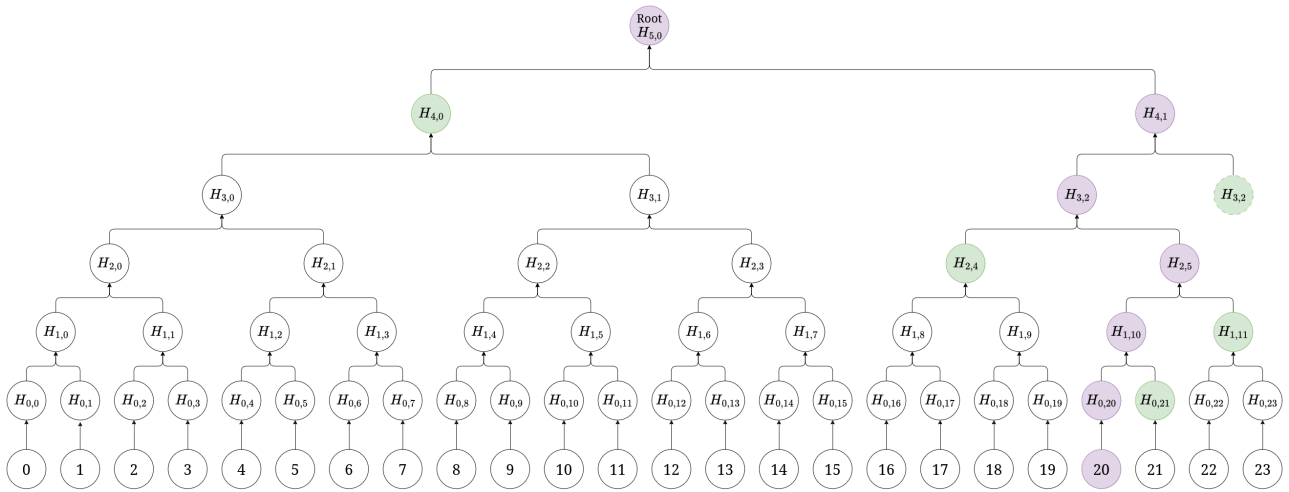 Root
H5,0
H4,0 H4,1
H3,0 H3,1 H3,2 H3,2
H2,0 H2,1 H2,2 H2,3 H2,4 H2,5
H1,0 H1,1 H1,2 H1,3 H1,4 H1,5 H1,6 H1,7 H1,8 H1,9 H1,10 H1,11
H0,0 H0,1 H0,2 H0,3 H0,4 H0,5 H0,6 H0,7 H0,8 H0,9 H0,10 H0,11 H0,12 H0,13 H0,14 H0,15 H0,16 H0,17 H0,18 H0,19 H0,20 H0,21 H0,22 H0,23
0 1 2 3 4 5 6 7 8 9 10 11 12 13 14 15 16 17 18 19 20 21 22 23